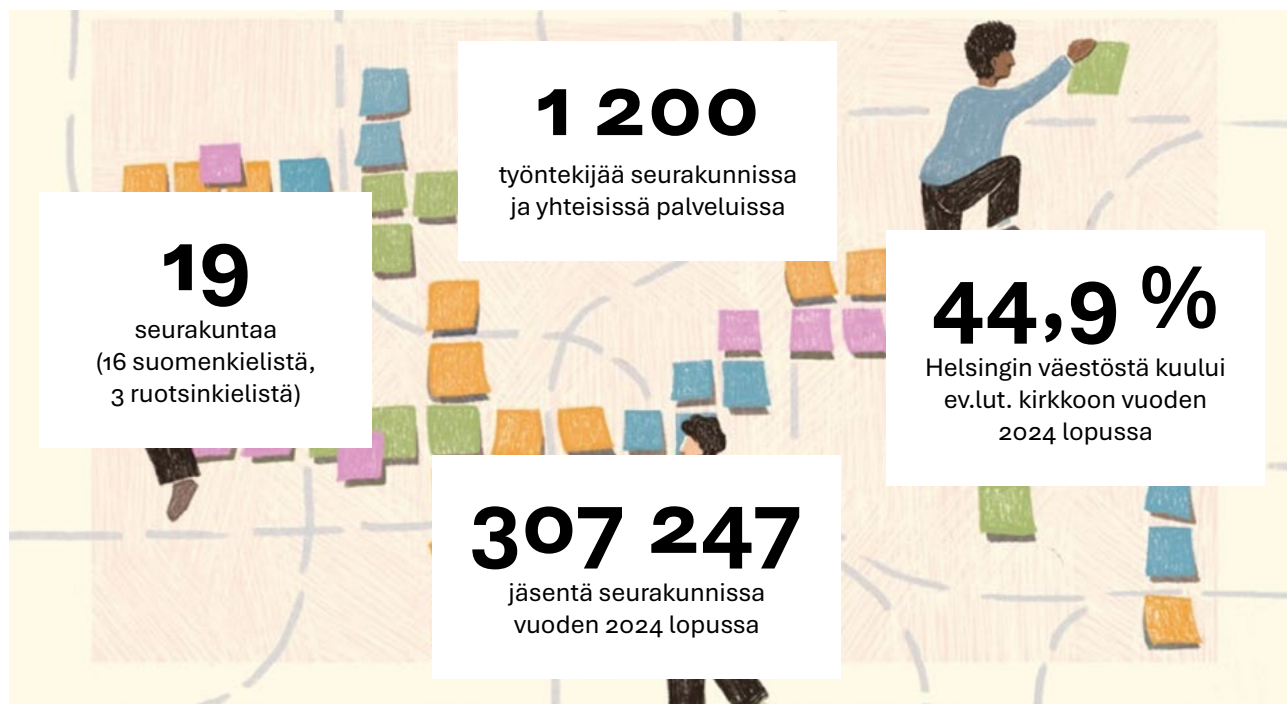 1 200
työntekijää seurakunnissa
ja yhteisissä palveluissa
19
seurakuntaa
(16 suomenkielistä,
3 ruotsinkielistä)
44,9 %
Helsingin väestöstä kuului
ev.lut. kirkkoon vuoden
2024 lopussa
307 247
jäsentä seurakunnissa
vuoden 2024 lopussa